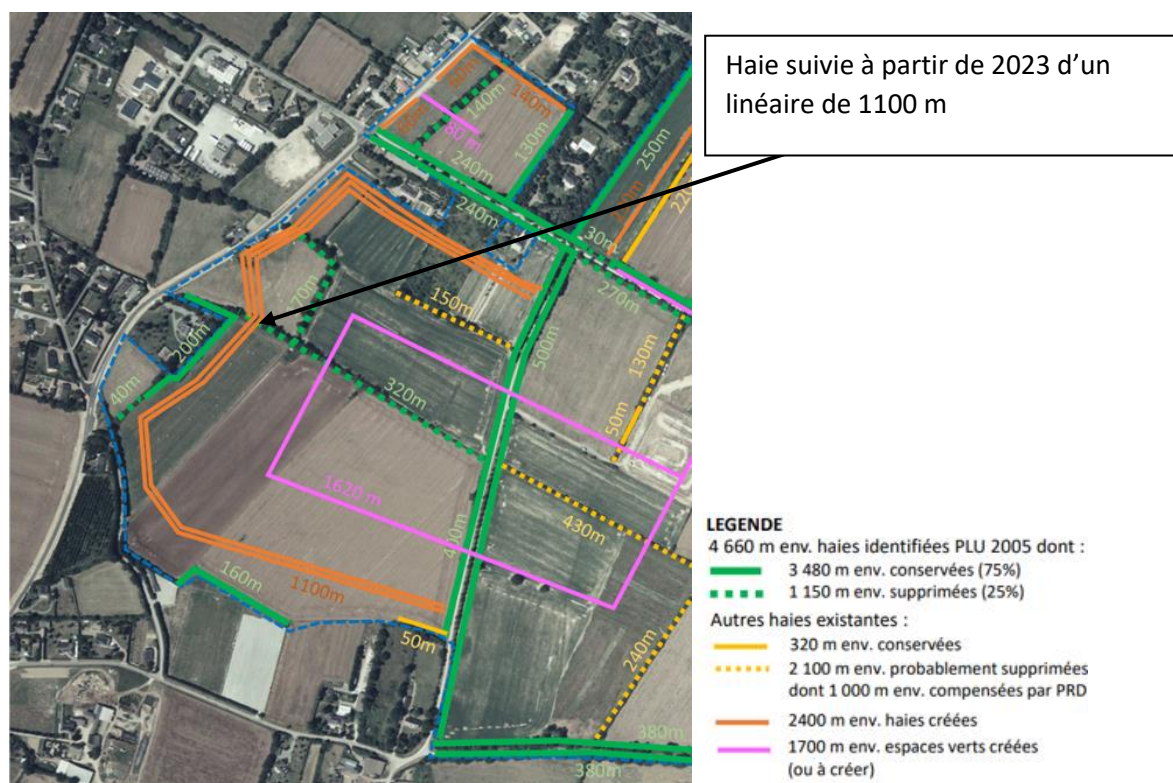 Haie suivie à partir de 2023 d'un
linéaire de 1100 m
60m
140m
140m
80 m
130m
240m
240m
250m
220
30m
270m
70m
150m
500m
200m
130m
40m
320m
50m
1620 m
430m
160m
1100m
50m
240m
380m
380m
LEGENDE
4 660 m env. haies identifiées PLU 2005 dont :
3 480 m env. conservées (75%)
1 150 m env. supprimées (25%)
Autres haies existantes :
320 m env. conservées
2 100 m env. probablement supprimées
dont 1 000 m env. compensées par PRD
2400 m env. haies créées
1700 m env. espaces verts créées
(ou à créer)